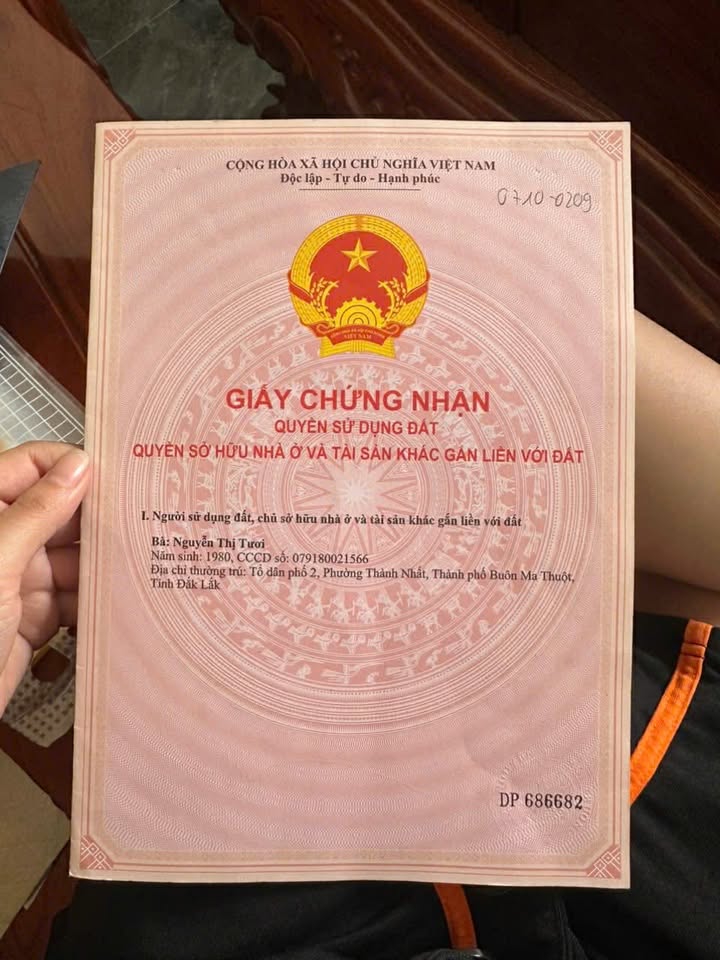 CỘNG HÒA XÃ HỘI CHỦ NGHĨA VIỆT NAM
Độc lập - Tự do - Hạnh phúc
0710-0209
VIỆT NAM
GIẤY CHỨNG NHẬN
QUYỀN SỬ DỤNG ĐẤT
QUYỀN SỞ HỮU NHÀ Ở VÀ TÀI SẢN KHÁC GẮN LIỀN VỚI ĐẤT
I. Người sử dụng đất, chủ sở hữu nhà ở và tài sản khác gắn liền với đất
Bà: Nguyễn Thị Tươi
Năm sinh: 1980, CCCD số: 079180021566
Địa chỉ thường trú: Tổ dân phố 2, Phường Thành Nhất, Thành phố Buôn Ma Thuột,
Tỉnh Đắk Lắk
DP 686682